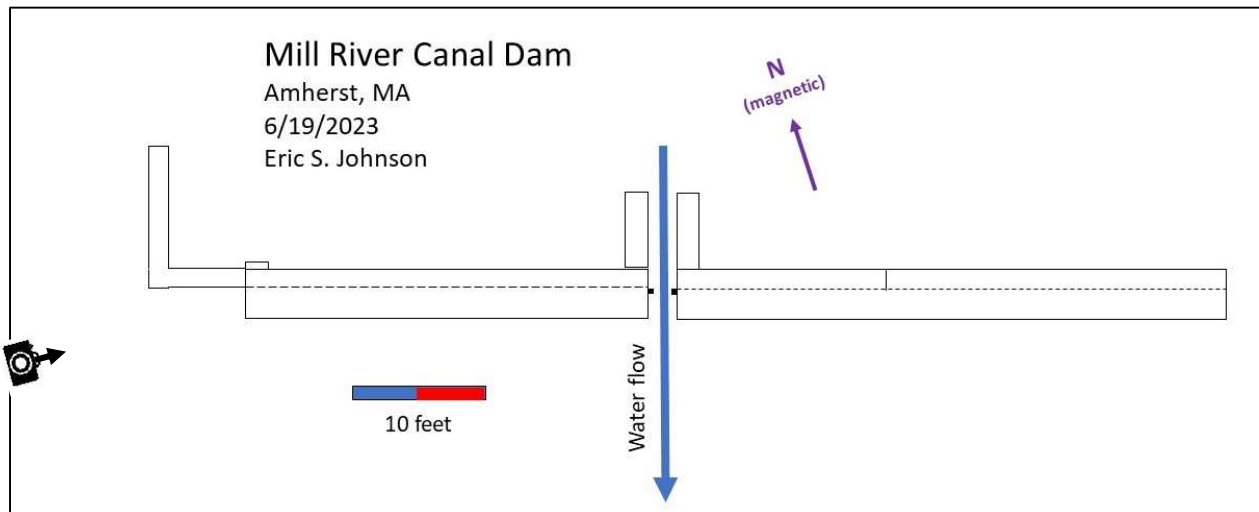 Mill River Canal Dam
Amherst, MA
6/19/2023
Eric S. Johnson
N
(magnetic)
Water flow
10 feet